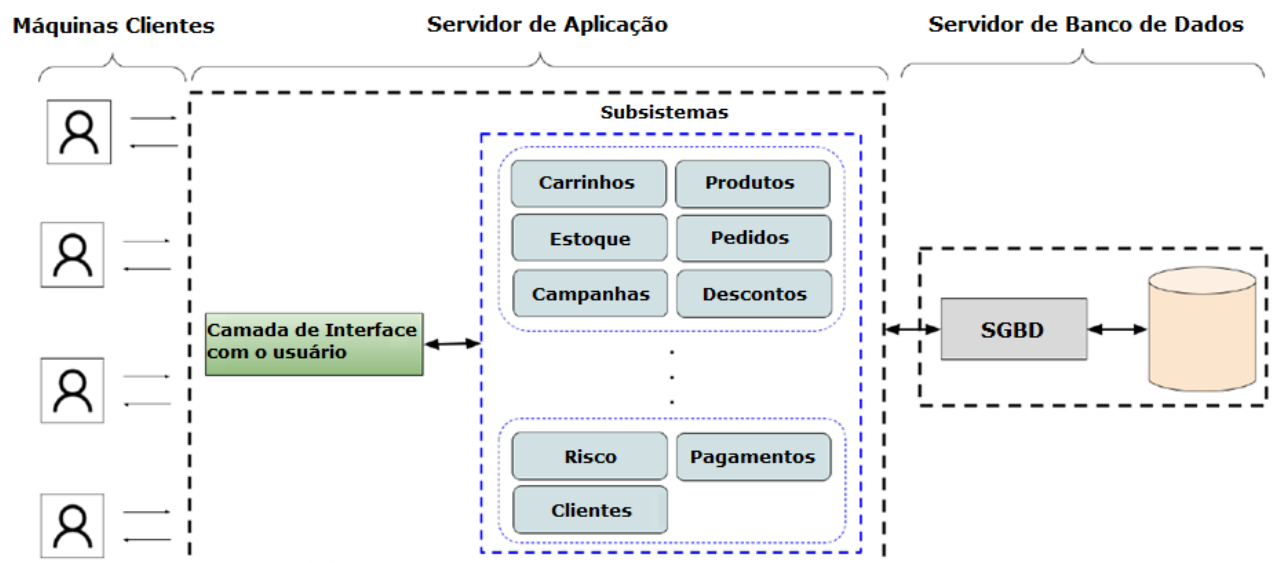 Máquinas Clientes
Servidor de Aplicação
Servidor de Banco de Dados
Subsistemas
Carrinhos
Produtos
Estoque
Pedidos
Campanhas
Descontos
Camada de Interface
com o usuário
SGBD
.
.
.
Risco
Pagamentos
Clientes